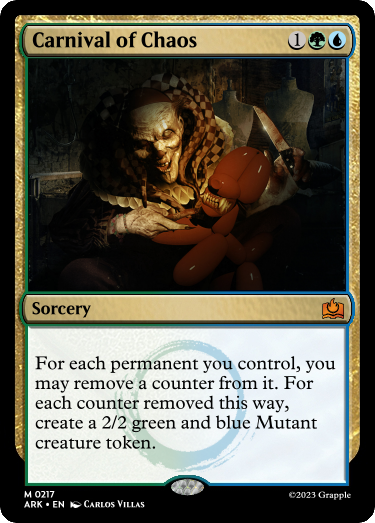 Carnival of Chaos 1
Sorcery
For each permanent you control, you
may remove a counter from it. For
each counter removed this way,
create a 2/2 green and blue Mutant
creature token.
M 0217
ARK • EN Carlos Villas
©2023 Grapple